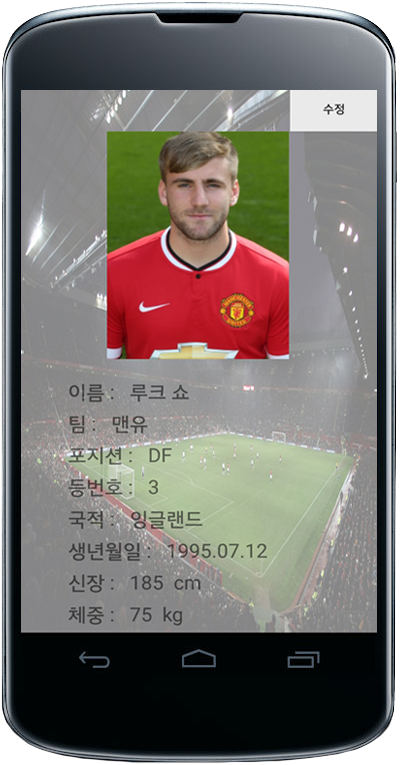 수정
MANCHESTER
UNITED
이름 : 루크 쇼
팀 : 맨유
포지션 : DF
등번호 : 3
국적 : 잉글랜드
생년월일 : 1995.07.12
신장 : 185 cm
체중 : 75 kg